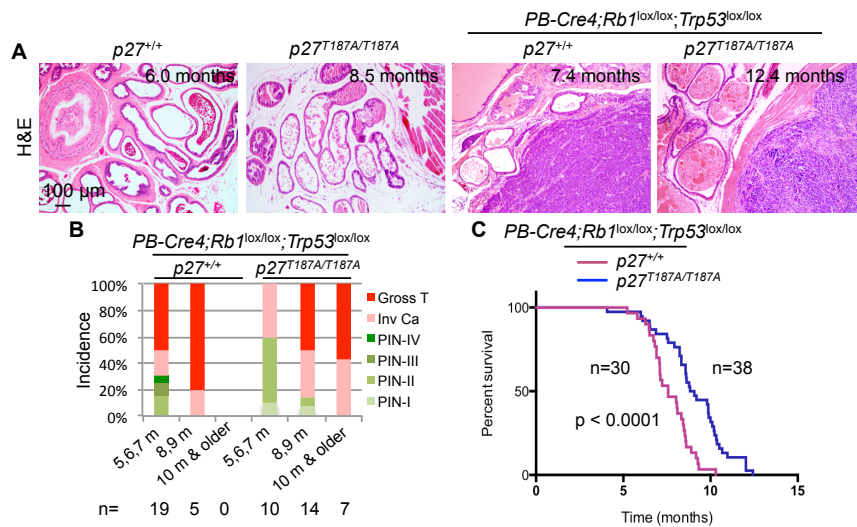 PB-Cre4;Rb1lox/lox;Trp53lox/lox
p27+/+ p27T187A/T187A p27+/+ p27T187A/T187A
A
H&E
6.0 months 8.5 months 7.4 months 12.4 months
100 µm
B
PB-Cre4;Rb1lox/lox;Trp53lox/lox
p27+/+ p27T187A/T187A
Incidence
100%
80%
60%
40%
20%
0%
Gross T
Inv Ca
PIN-IV
PIN-III
PIN-II
PIN-I
5,6,7 m 8,9 m 10 m & older 5,6,7 m 8,9 m 10 m & older
n= 19 5 0 10 14 7
C
PB-Cre4;Rb1lox/lox;Trp53lox/lox
p27+/+
p27T187A/T187A
Percent survival
100
50
0
n=30 n=38
p < 0.0001
0 5 10 15
Time (months)